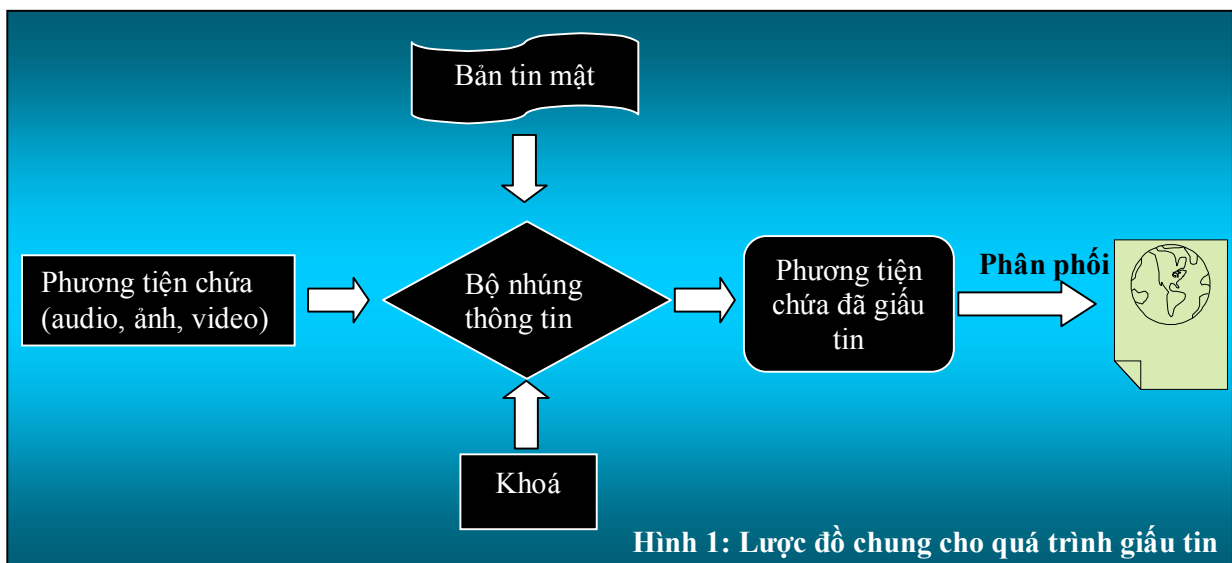 Bản tin mật
Phương tiện chứa
(audio, ảnh, video)
Bộ nhúng
thông tin
Phương tiện
chứa đã giấu
tin
Phân phối
Khoá
Hình 1: Lược đồ chung cho quá trình giấu tin